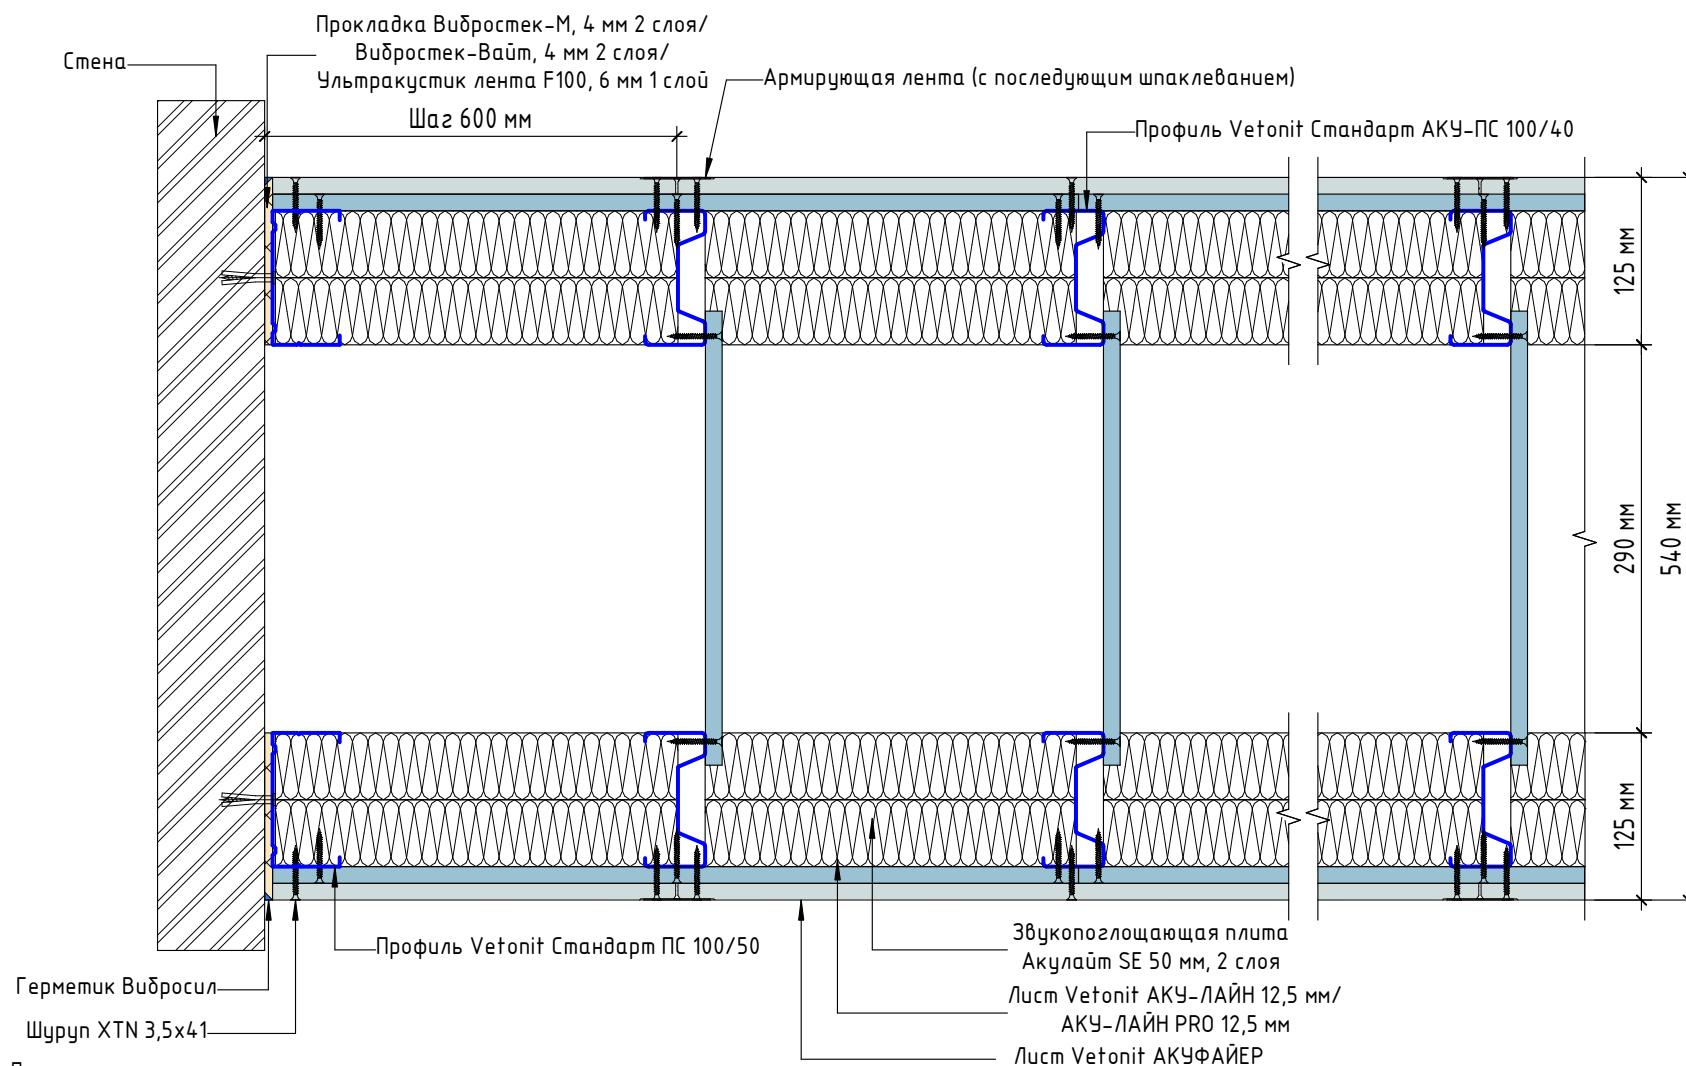 Прокладка Вибростек-М, 4 мм 2 слоя/
Вибростек-Вайт, 4 мм 2 слоя/
Ультракустик лента F100, 6 мм 1 слой
Стена
Армирующая лента (с последующим шпаклеванием)
Шаг 600 мм
Профиль Vetonit Стандарт АКУ-ПС 100/40
125 мм
290 мм
540 мм
125 мм
Профиль Vetonit Стандарт ПС 100/50
Звукопоглощающая плита
Акулайт SE 50 мм, 2 слоя
Герметик Вибросил
Лист Vetonit АКУ-ЛАЙН 12,5 мм/
АКУ-ЛАЙН PRO 12,5 мм
Шуруп XTN 3,5x41
Лист Vetonit АКУФАЙЕР